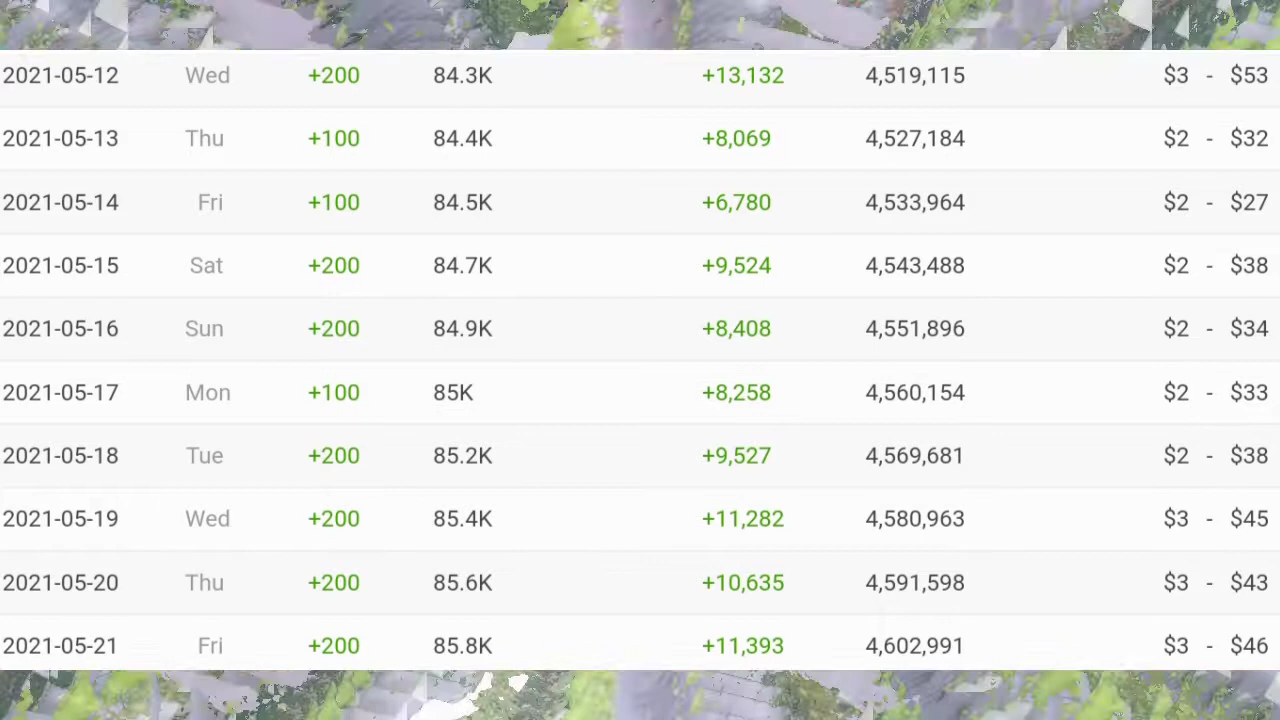 2021-05-12 Wed +200 84.3K +13,132 4,519,115 $3 - $53
2021-05-13 Thu +100 84.4K +8,069 4,527,184 $2 - $32
2021-05-14 Fri +100 84.5K +6,780 4,533,964 $2 - $27
2021-05-15 Sat +200 84.7K +9,524 4,543,488 $2 - $38
2021-05-16 Sun +200 84.9K +8,408 4,551,896 $2 - $34
2021-05-17 Mon +100 85K +8,258 4,560,154 $2 - $33
2021-05-18 Tue +200 85.2K +9,527 4,569,681 $2 - $38
2021-05-19 Wed +200 85.4K +11,282 4,580,963 $3 - $45
2021-05-20 Thu +200 85.6K +10,635 4,591,598 $3 - $43
2021-05-21 Fri +200 85.8K +11,393 4,602,991 $3 - $46